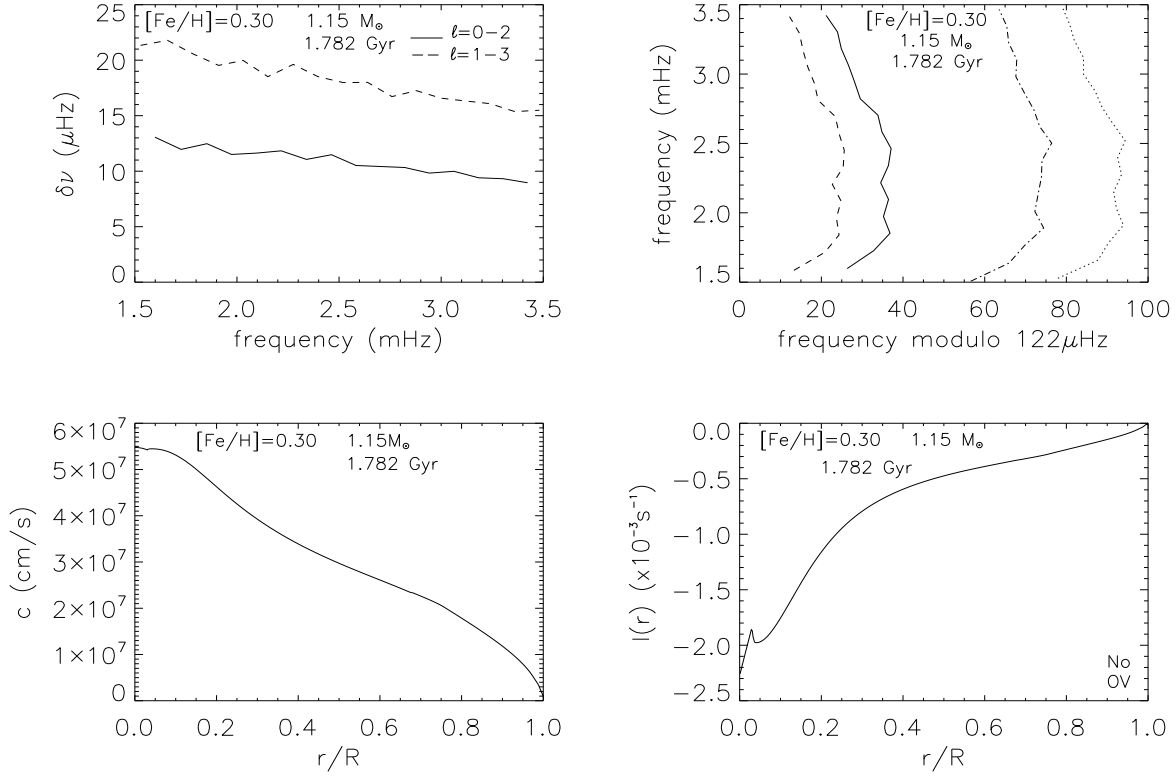 [Fe/H]=0.30 1.15 M⊙
1.782 Gyr
ℓ=0−2
ℓ=1−3
25
20
15
10
5
0
δν (μHz)
1.5 2.0 2.5 3.0 3.5
frequency (mHz)
[Fe/H]=0.30
1.15 M⊙
1.782 Gyr
3.5
3.0
2.5
2.0
1.5
frequency (mHz)
0 20 40 60 80 100
frequency modulo 122μHz
[Fe/H]=0.30 1.15M⊙
1.782 Gyr
6×10⁷
5×10⁷
4×10⁷
3×10⁷
2×10⁷
1×10⁷
0
c (cm/s)
0.0 0.2 0.4 0.6 0.8 1.0
r/R
[Fe/H]=0.30 1.15 M⊙
1.782 Gyr
0.0
−0.5
−1.0
−1.5
−2.0
−2.5
I(r) (x10⁻³s⁻¹)
No
OV
0.0 0.2 0.4 0.6 0.8 1.0
r/R